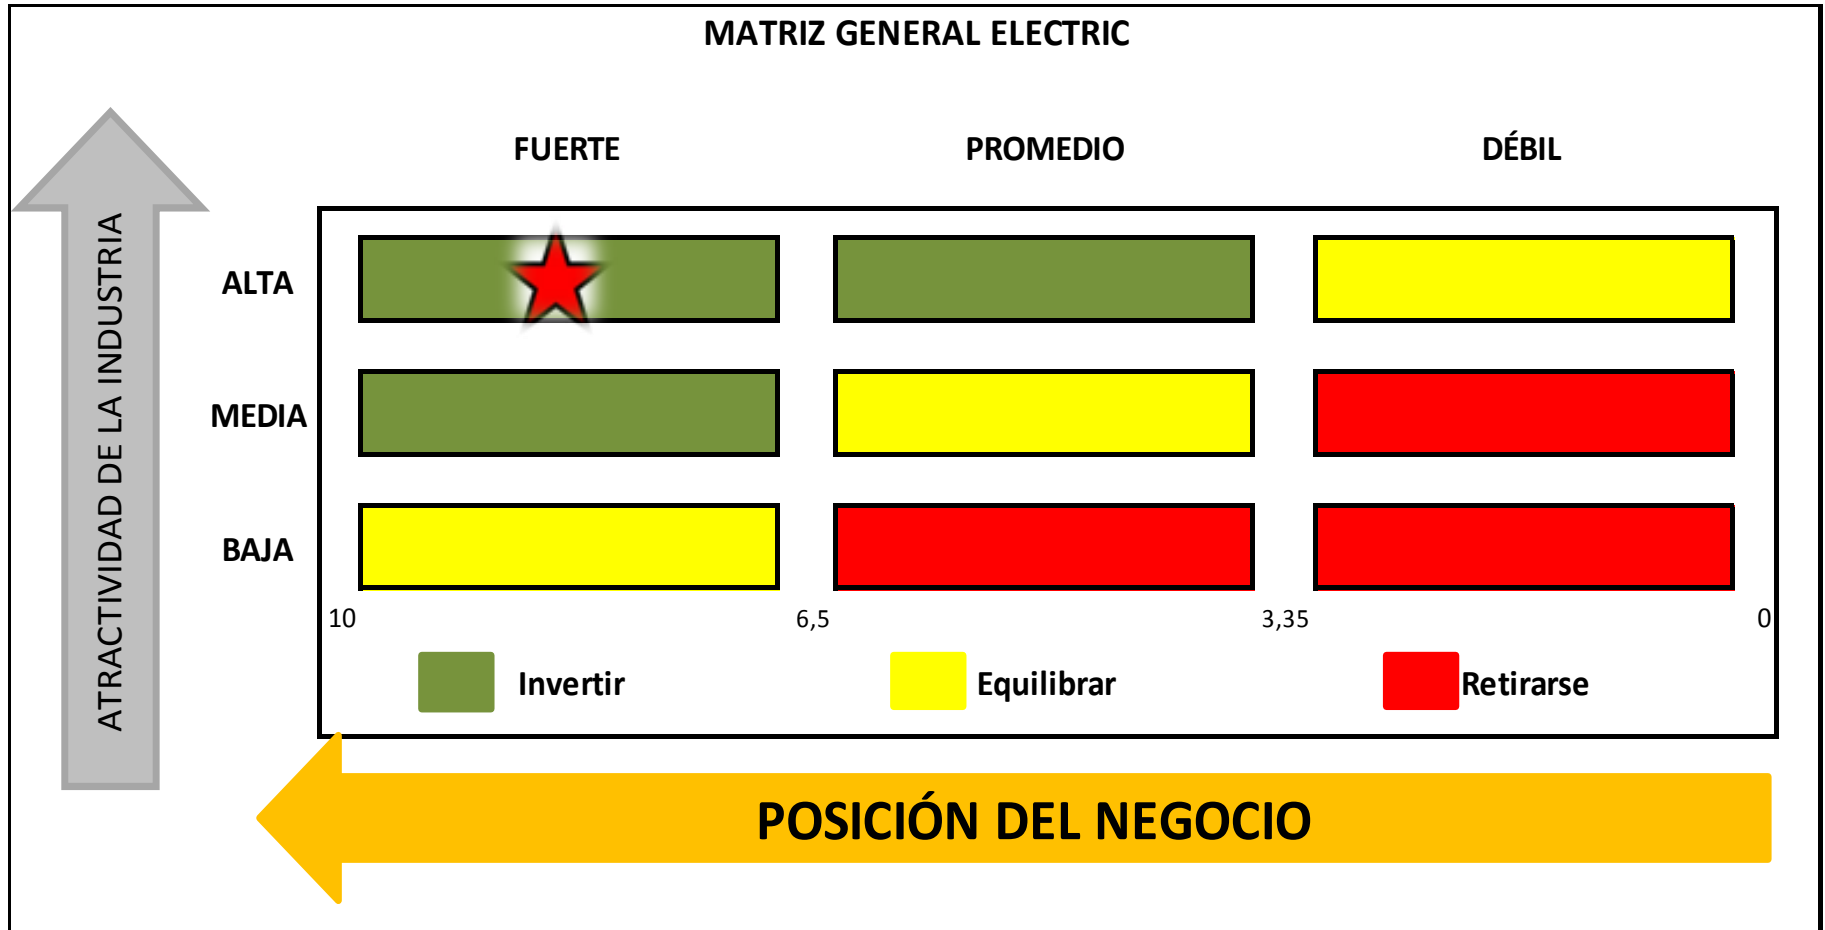 MATRIZ GENERAL ELECTRIC
FUERTE PROMEDIO DÉBIL
ATRACTIVIDAD DE LA INDUSTRIA
ALTA
MEDIA
BAJA
10 6,5 3,35 0
Invertir Equilibrar Retirarse
POSICIÓN DEL NEGOCIO